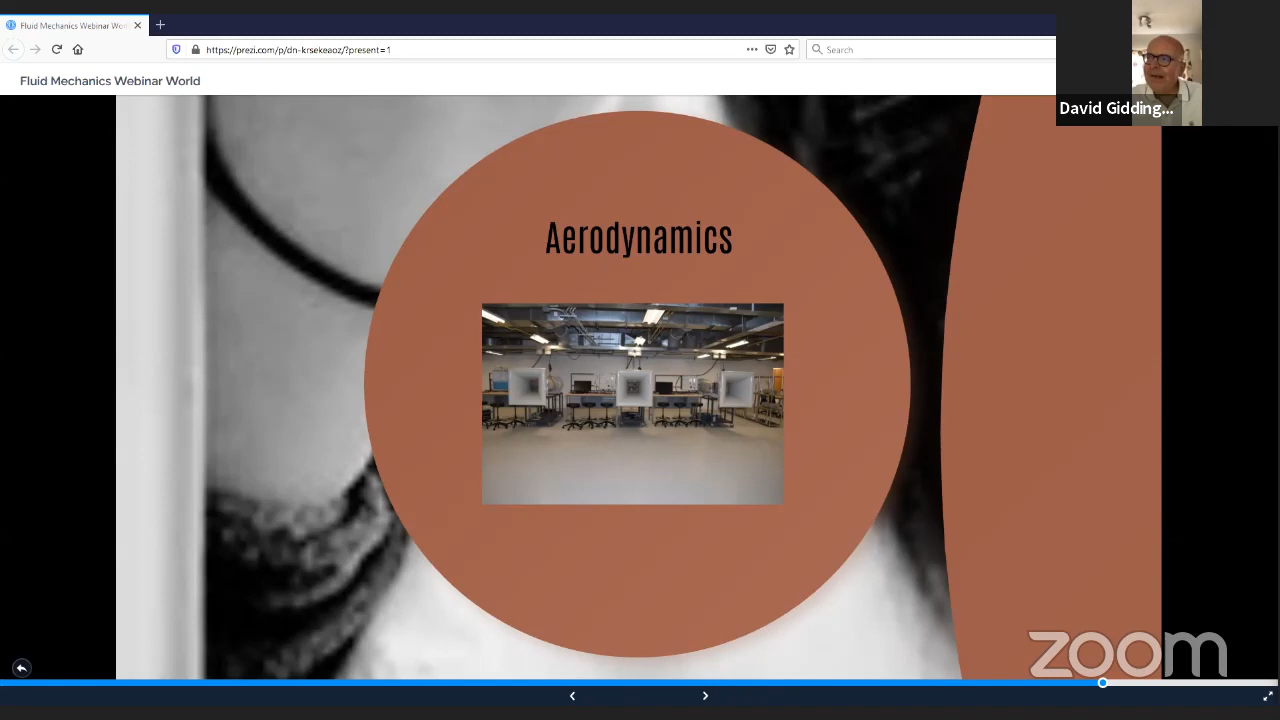 Fluid Mechanics Webinar Wor
https://prezi.com/p/dn-krsekeaoz/?present=1
Search
Fluid Mechanics Webinar World
David Gidding...
Aerodynamics
zoom